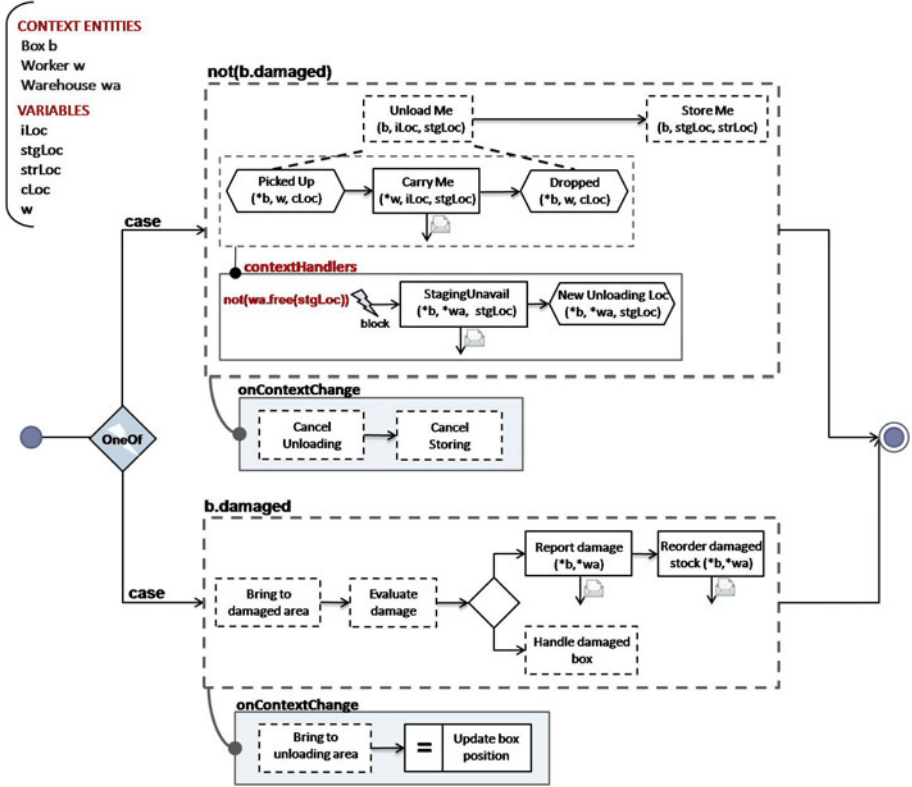 CONTEXT ENTITIES
Box b
Worker w
Warehouse wa
VARIABLES
iLoc
stgLoc
strLoc
cLoc
w
case
not(b.damaged)
Unload Me
(b, iLoc, stgLoc)
Store Me
(b, stgLoc, strLoc)
Picked Up
(*b, w, cLoc)
Carry Me
(*w, iLoc, stgLoc)
Dropped
(*b, w, cLoc)
contextHandlers
not(wa.free(stgLoc))
block
StagingUnavail
(*b, *wa, stgLoc)
New Unloading Loc
(*b, *wa, stgLoc)
onContextChange
Cancel
Unloading
Cancel
Storing
OneOf
b.damaged
case
Bring to
damaged area
Evaluate
damage
Report damage
(*b,*wa)
Reorder damaged
stock (*b,*wa)
Handle damaged
box
onContextChange
Bring to
unloading area
=
Update box
position